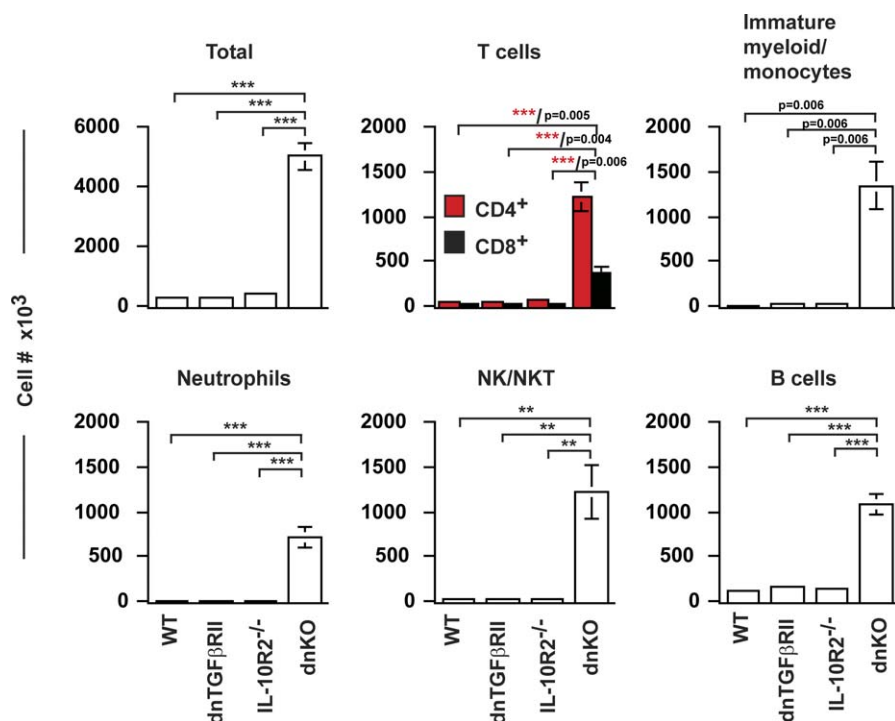 Cell # x10³
Total
***
***
***
6000
4000
2000
0
T cells
***/p=0.005
***/p=0.004
***/p=0.006
2000
1500
1000
500
0
CD4+
CD8+
Immature
myeloid/
monocytes
p=0.006
p=0.006
p=0.006
2000
1500
1000
500
0
Neutrophils
***
***
***
2000
1500
1000
500
0
WT
dnTGFβRII
IL-10R2-/-
dnKO
NK/NKT
**
**
**
2000
1500
1000
500
0
WT
dnTGFβRII
IL-10R2-/-
dnKO
B cells
***
***
***
2000
1500
1000
500
0
WT
dnTGFβRII
IL-10R2-/-
dnKO